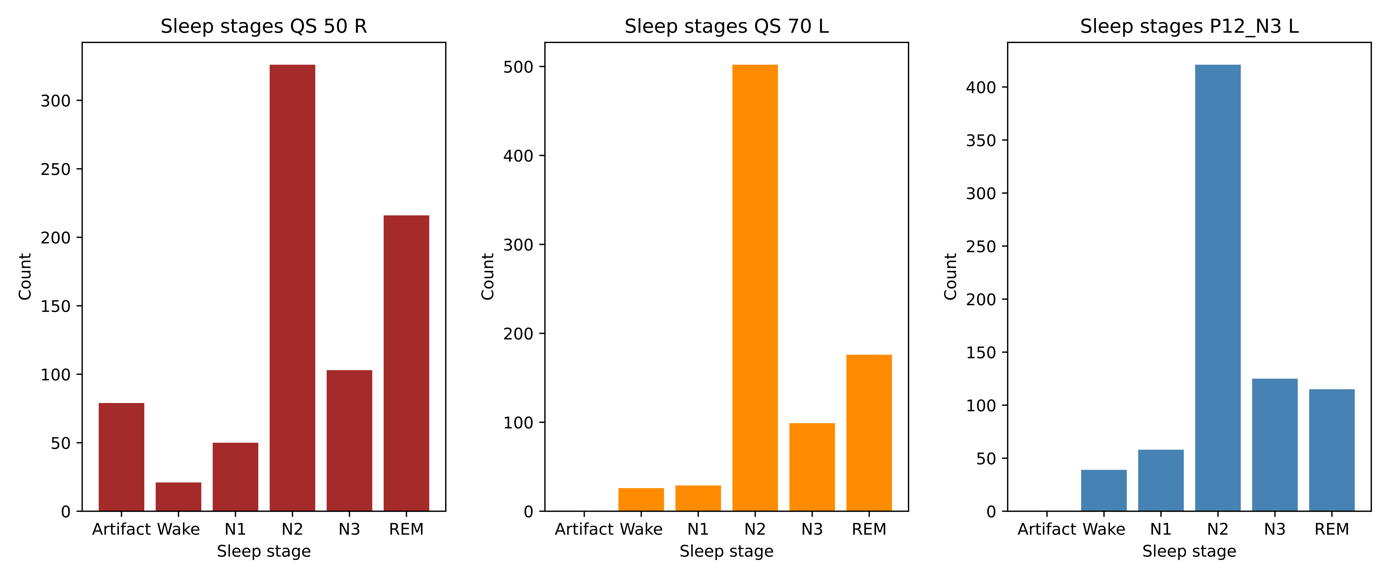 Sleep stages QS 50 R
Count
300
250
200
150
100
50
0
Artifact Wake N1 N2 N3 REM
Sleep stage
Sleep stages QS 70 L
Count
500
400
300
200
100
0
Artifact Wake N1 N2 N3 REM
Sleep stage
Sleep stages P12_N3 L
Count
400
350
300
250
200
150
100
50
0
Artifact Wake N1 N2 N3 REM
Sleep stage